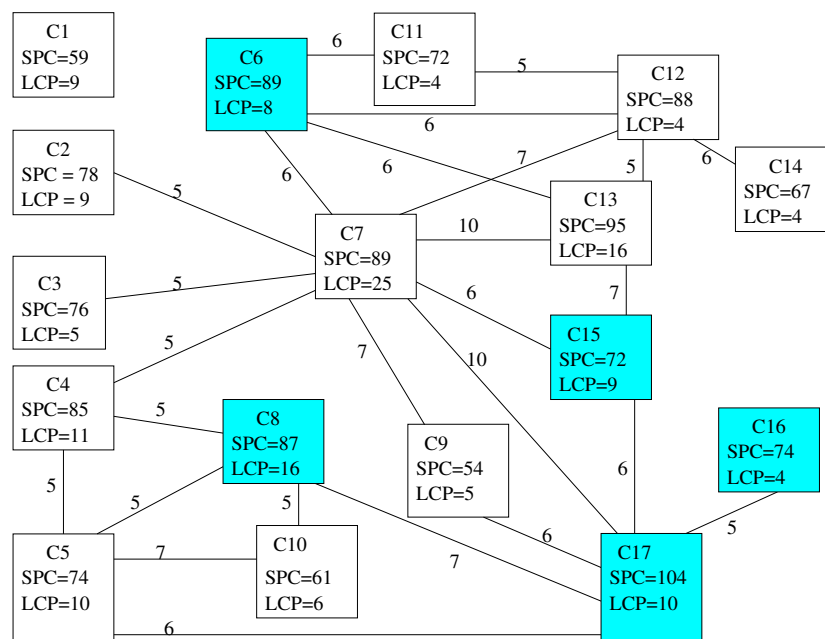 C1
SPC=59
LCP=9
C6
SPC=89
LCP=8
6
C11
SPC=72
LCP=4
5
C12
SPC=88
LCP=4
6
7
5
6
C14
SPC=67
LCP=4
C2
SPC = 78
LCP = 9
5
6
6
C13
SPC=95
LCP=16
C7
SPC=89
LCP=25
10
C3
SPC=76
LCP=5
5
6
7
C15
SPC=72
LCP=9
5
7
10
C4
SPC=85
LCP=11
5
C8
SPC=87
LCP=16
C9
SPC=54
LCP=5
C16
SPC=74
LCP=4
6
5
5
5
5
C5
SPC=74
LCP=10
7
C10
SPC=61
LCP=6
7
6
C17
SPC=104
LCP=10
6